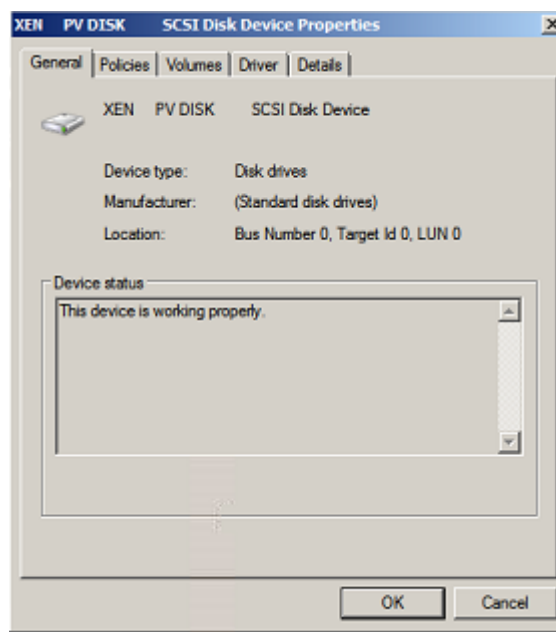 XEN PV DISK SCSI Disk Device Properties
General Policies Volumes Driver Details
XEN PV DISK SCSI Disk Device
Device type: Disk drives
Manufacturer: (Standard disk drives)
Location: Bus Number 0, Target Id 0, LUN 0
Device status
This device is working properly.
OK Cancel